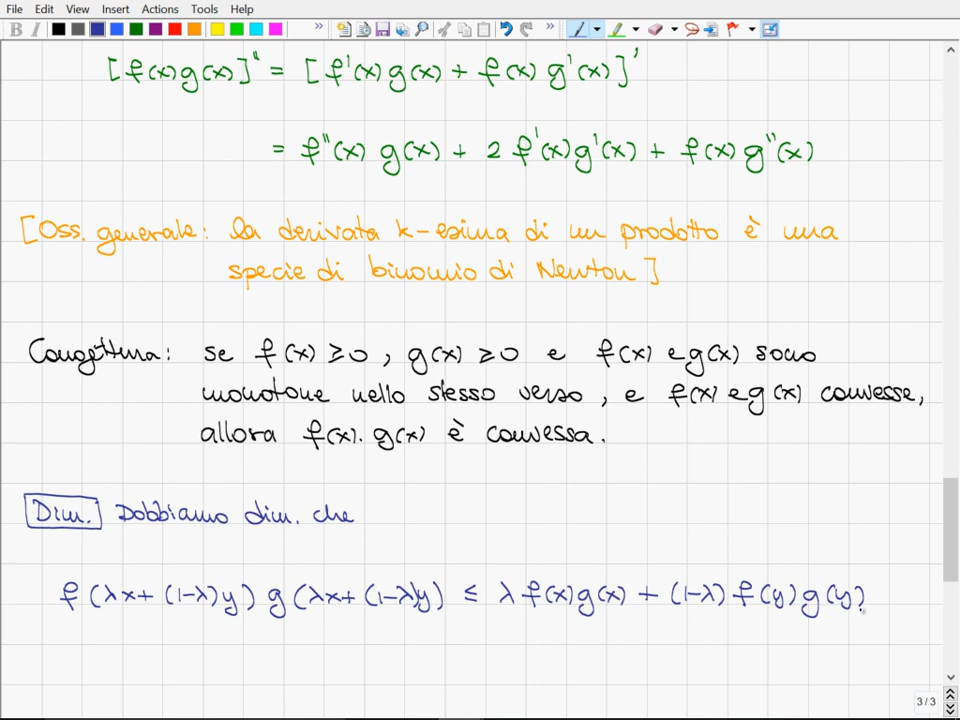 File Edit View Insert Actions Tools Help
B I
[f(x)g(x)]'' = [f'(x)g(x) + f(x) g'(x)]'
= f''(x) g(x) + 2 f'(x)g'(x) + f(x) g''(x)
[Oss. generale: la derivata k-esima di un prodotto è una
specie di binomio di Newton]
Congettura: se f(x) ≥ 0, g(x) ≥ 0 e f(x) e g(x) sono
monotone nello stesso verso, e f(x) e g(x) convesse,
allora f(x). g(x) è convessa.
Dim. Dobbiamo dim. che
f(λx+(1-λ)y) g(λx+(1-λ)y) ≤ λ f(x)g(x) + (1-λ) f(y)g(y)
3 / 3